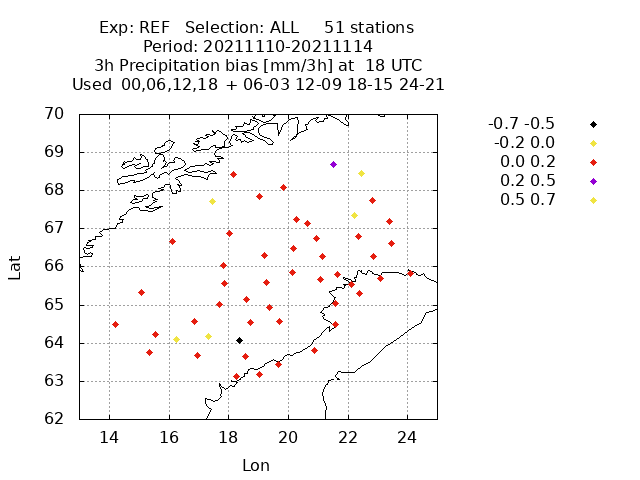 Exp: REF   Selection: ALL     51 stations
Period: 20211110-20211114
3h Precipitation bias [mm/3h] at  18 UTC
Used  00,06,12,18  + 06-03 12-09 18-15 24-21
70
69
68
67
66
65
64
63
62
14 16 18 20 22 24
Lat
Lon
-0.7 -0.5
-0.2 0.0
0.0 0.2
0.2 0.5
0.5 0.7